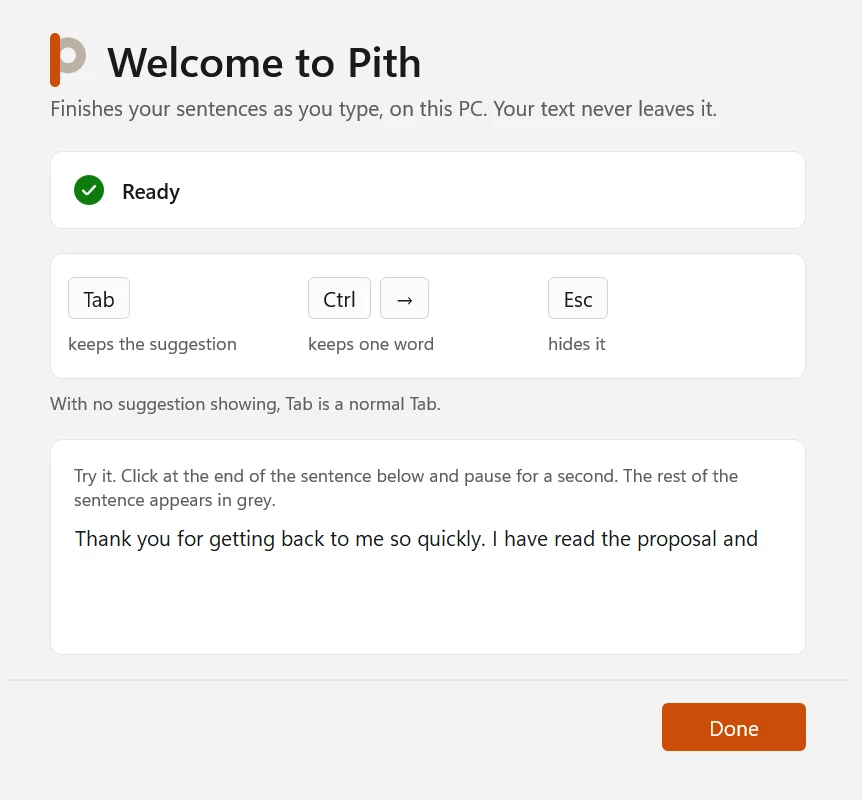 Welcome to Pith
Finishes your sentences as you type, on this PC. Your text never leaves it.
Ready
Tab
Ctrl
→
Esc
keeps the suggestion
keeps one word
hides it
With no suggestion showing, Tab is a normal Tab.
Try it. Click at the end of the sentence below and pause for a second. The rest of the
sentence appears in grey.
Thank you for getting back to me so quickly. I have read the proposal and
Done